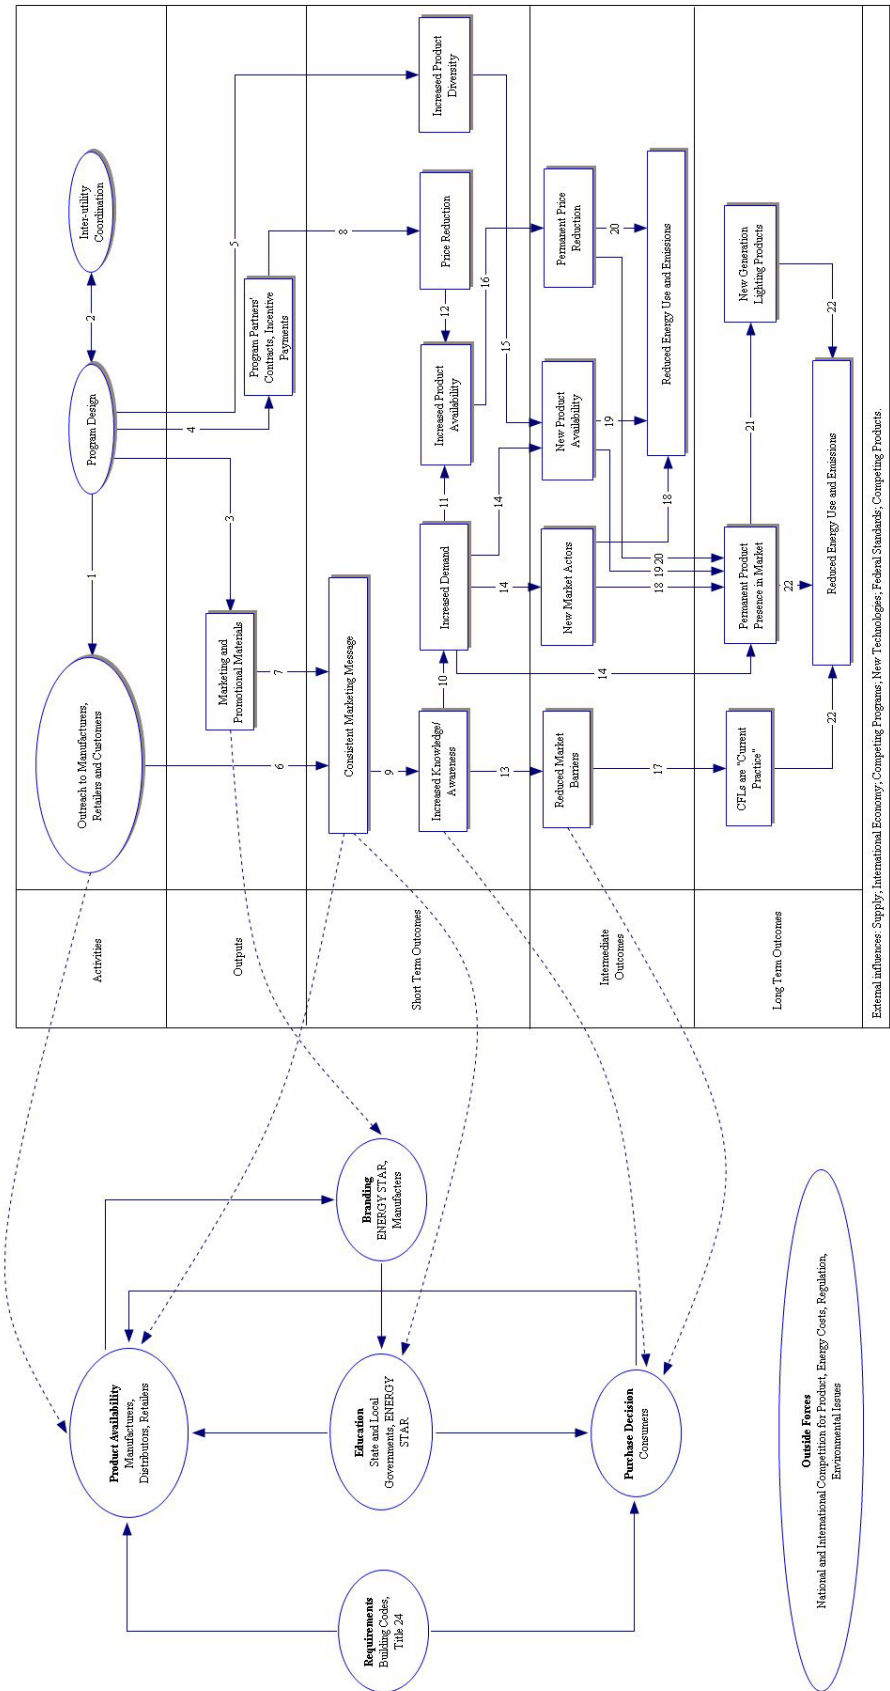 Requirements
Building Codes,
Title 24
Product Availability
Manufacturers,
Distributors, Retailers
Education
State and Local
Governments, ENERGY
STAR
Purchase Decision
Consumers
Branding
ENERGY STAR,
Manufacters
Outside Forces
National and International Competition for Product, Energy Costs, Regulation,
Environmental Issues
Activities
Outreach to Manufacturers,
Retailers and Customers
1
Program Design
2
Inter-utility
Coordination
Outputs
6
Marketing and
Promotional Materials
7
3
4
Program Partners'
Contracts, Incentive
Payments
5
8
Short Term Outcomes
Consistent Marketing Message
9
Increased Knowledge/
Awareness
10
Increased Demand
11
Increased Product
Availability
12
Price Reduction
Increased Product
Diversity
13
14
14
14
16
15
Intermediate
Outcomes
Reduced Market
Barriers
New Market Actors
New Product
Availability
Permanent Price
Reduction
17
18
19
20
18
19
20
Reduced Energy Use and Emissions
Long Term Outcomes
CFLs are "Current
Practice"
Permanent Product
Presence in Market
21
New Generation
Lighting Products
22
22
22
Reduced Energy Use and Emissions
External influences: Supply; International Economy; Competing Programs; New Technologies; Federal Standards; Competing Products.